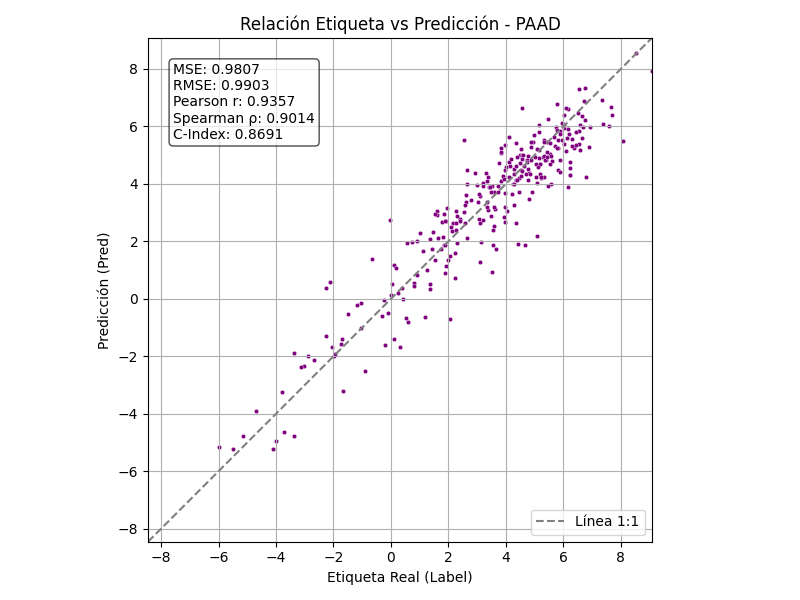 Relación Etiqueta vs Predicción - PAAD
MSE: 0.9807
RMSE: 0.9903
Pearson r: 0.9357
Spearman ρ: 0.9014
C-Index: 0.8691
8
6
4
2
0
−2
−4
−6
−8
Predicción (Pred)
Línea 1:1
−8 −6 −4 −2 0 2 4 6 8
Etiqueta Real (Label)